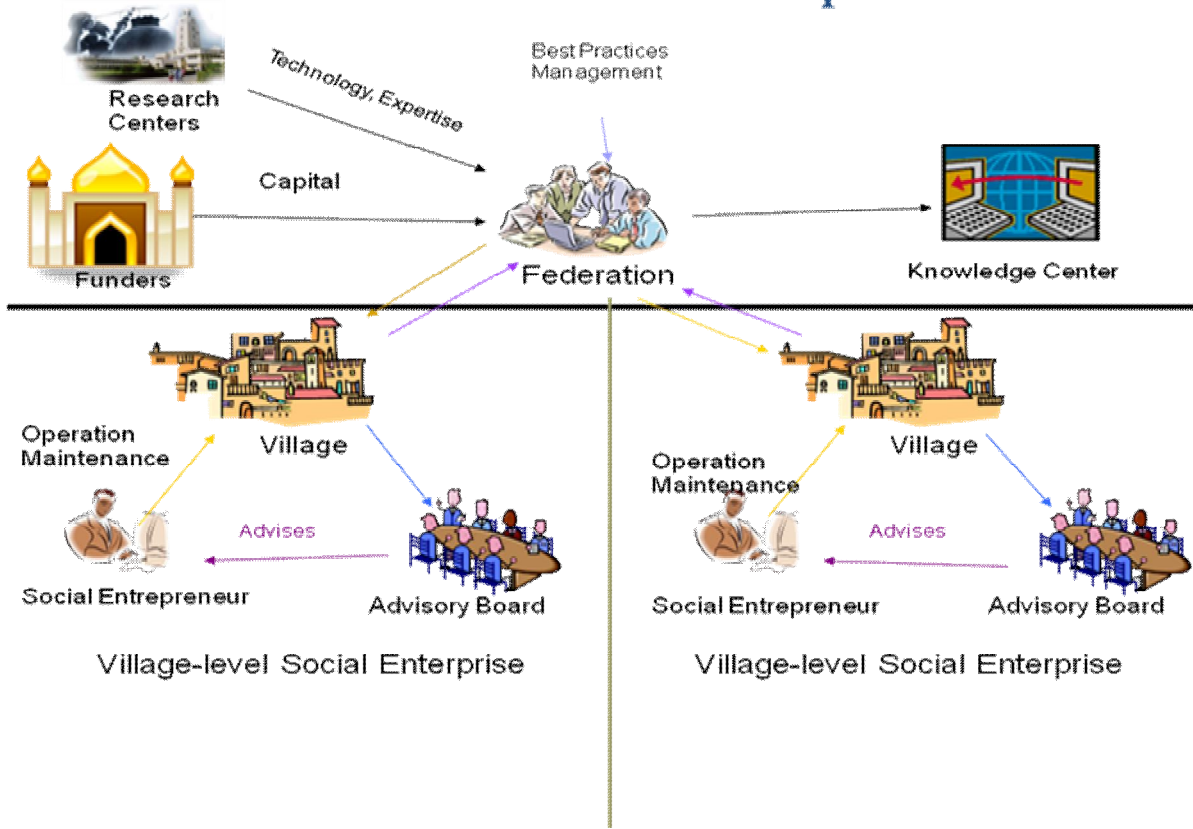 Best Practices
Management
Technology, Expertise
Research
Centers
Capital
Funders
Federation
Knowledge Center
Operation
Maintenance
Village
Advises
Social Entrepreneur
Advisory Board
Village-level Social Enterprise
Operation
Maintenance
Village
Advises
Social Entrepreneur
Advisory Board
Village-level Social Enterprise